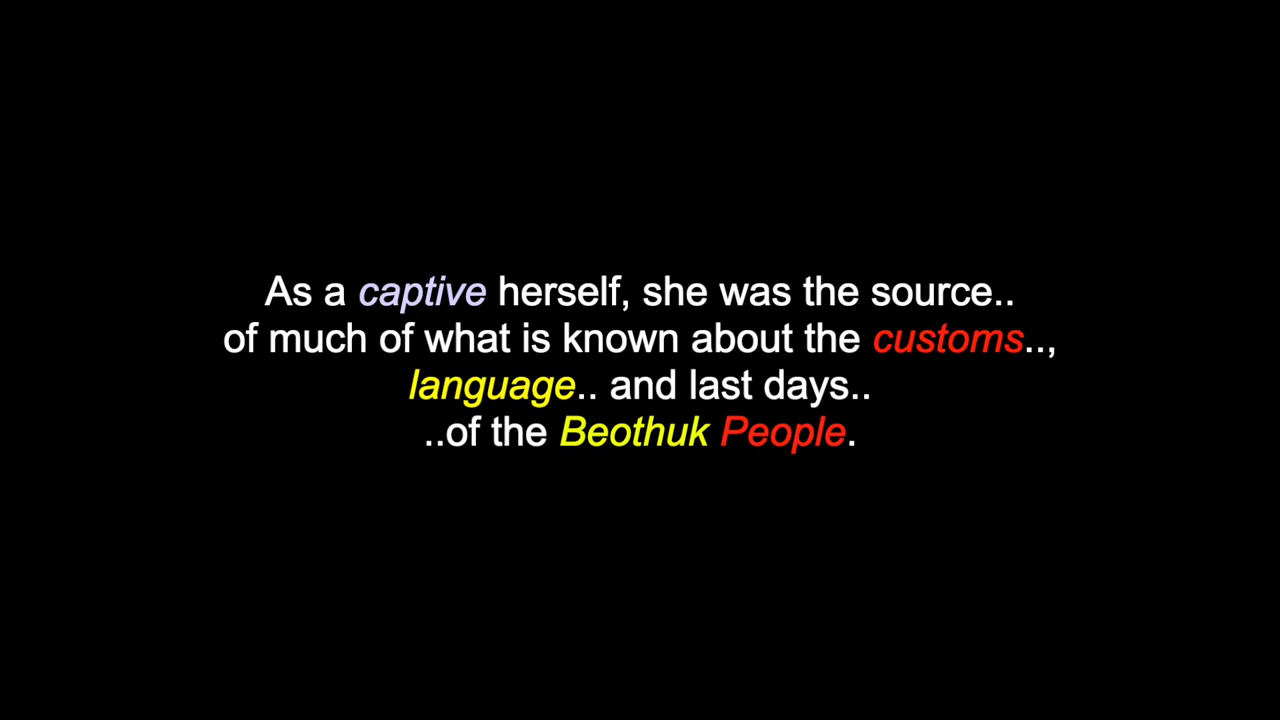 As a captive herself, she was the source..
of much of what is known about the customs..,
language.. and last days..
..of the Beothuk People.